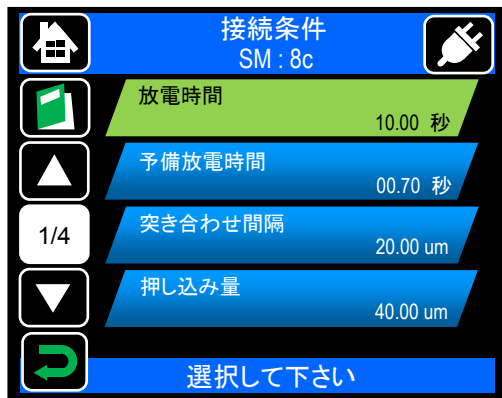 接続条件
SM : 8c
放電時間
10.00 秒
予備放電時間
00.70 秒
1/4
突き合わせ間隔
20.00 um
押し込み量
40.00 um
選択して下さい